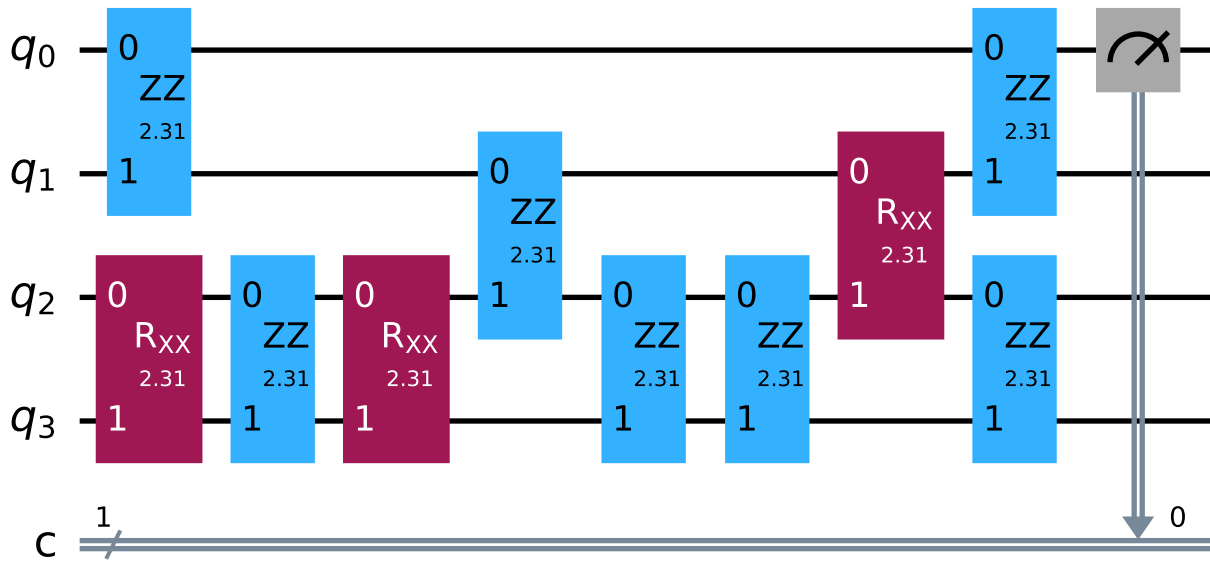 q0 0 0
ZZ ZZ
2.31 2.31
q1 1 0 0 1
ZZ RXX
2.31 2.31
q2 0 0 0 1 0 0 1 0
RXX ZZ RXX ZZ ZZ ZZ
2.31 2.31 2.31 2.31 2.31 2.31
q3 1 1 1 1 1 1
1 0
c